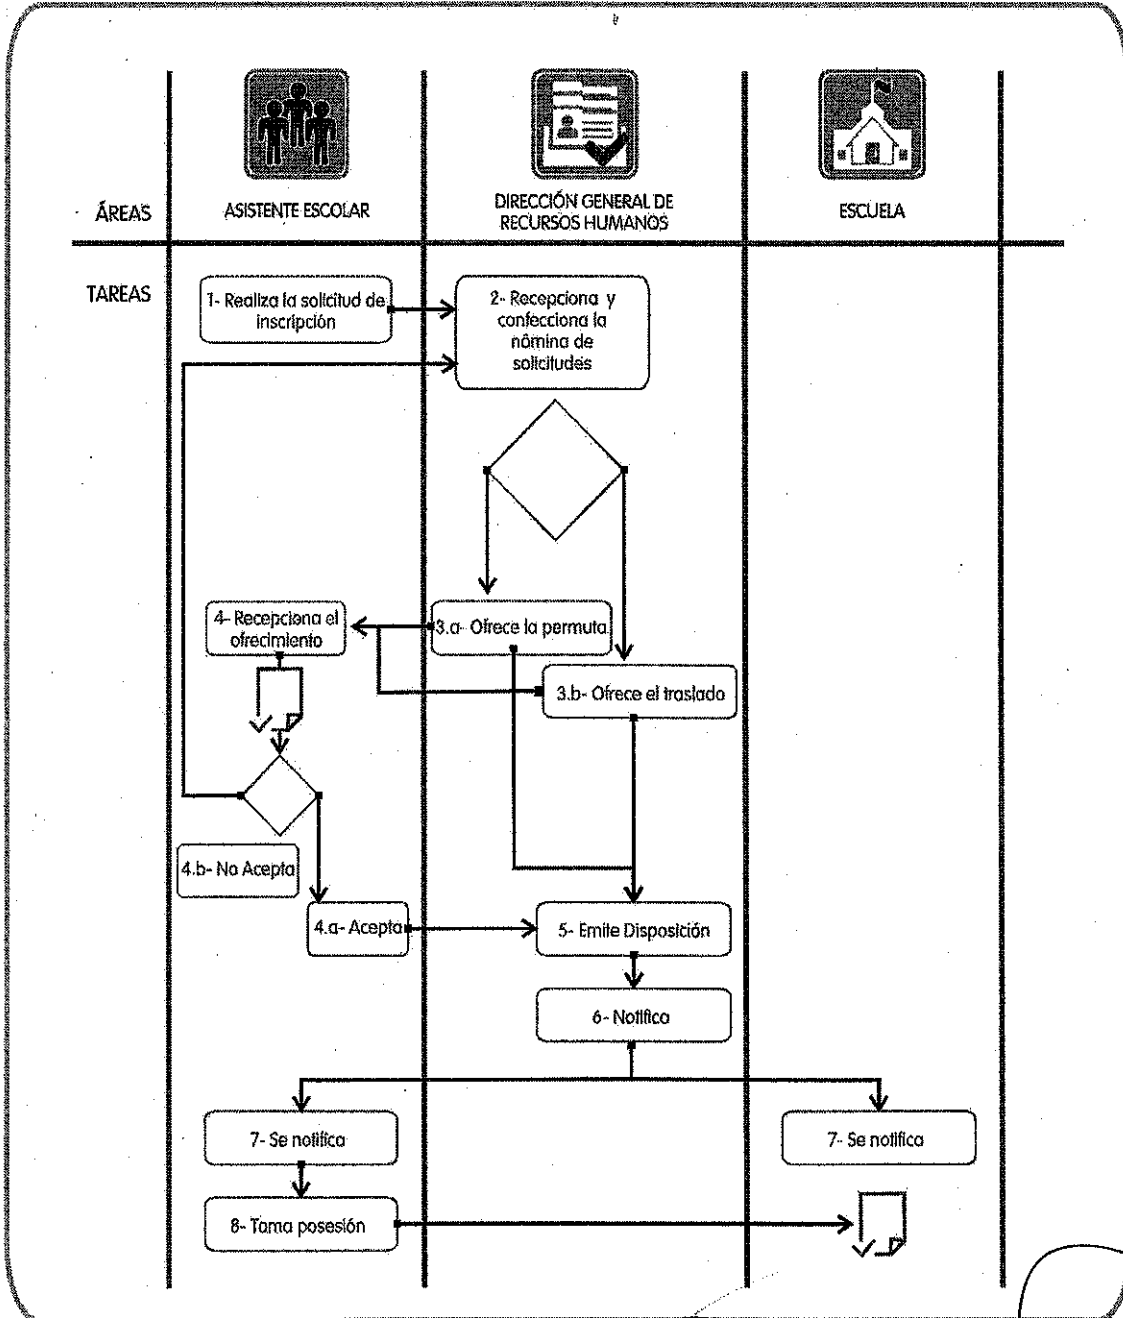 ÁREAS
ASISTENTE ESCOLAR
DIRECCIÓN GENERAL DE
RECURSOS HUMANOS
ESCUELA
TAREAS
1- Realiza la solicitud de
inscripción
2- Recepciona y
confecciona la
nómina de
solicitudes
4- Recepciona el
ofrecimiento
3.a- Ofrece la permuta
3.b- Ofrece el traslado
4.b- No Acepta
4.a- Acepta
5- Emite Disposición
6- Notifica
7- Se notifica
7- Se notifica
8- Toma posesión